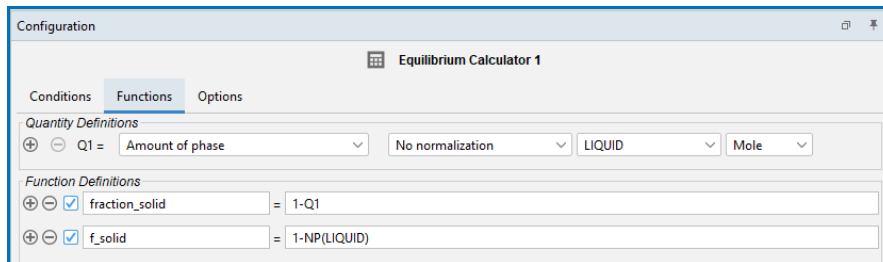 Configuration
Equilibrium Calculator 1
Conditions Functions Options
Quantity Definitions
Q1 = Amount of phase No normalization LIQUID Mole
Function Definitions
fraction_solid = 1-Q1
f_solid = 1-NP(LIQUID)